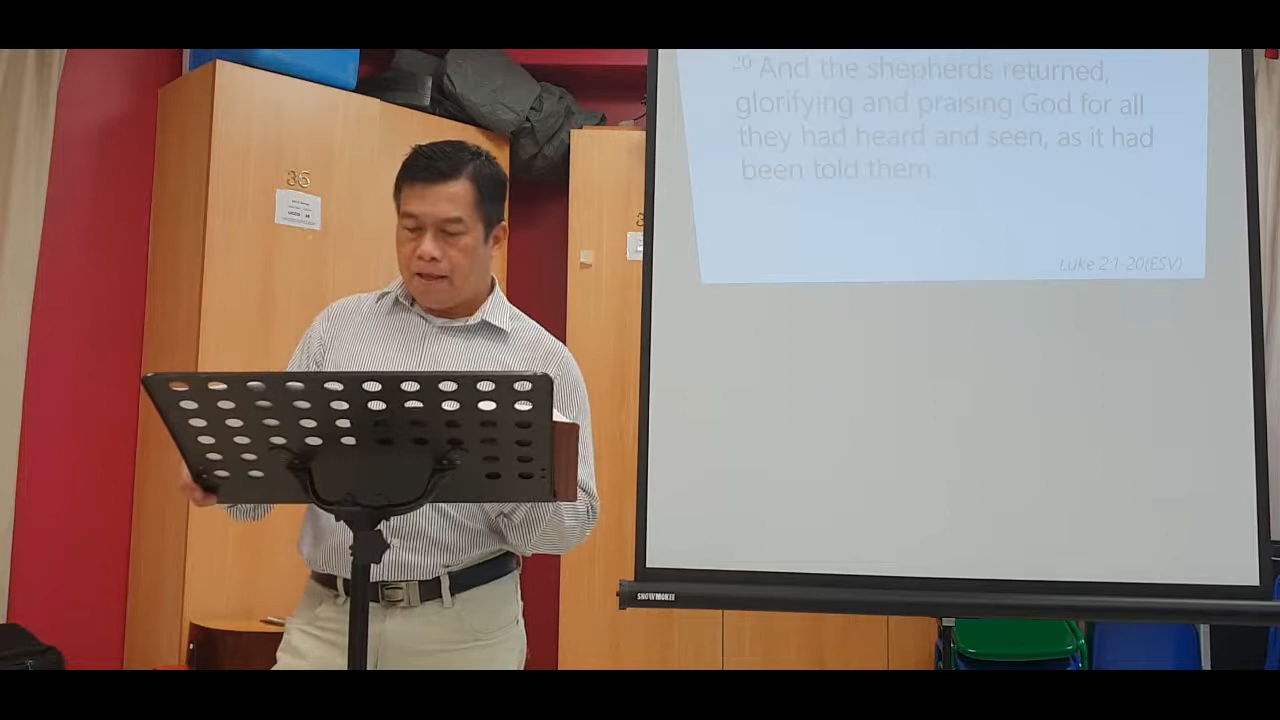 20 And the shepherds returned,
glorifying and praising God for all
they had heard and seen, as it had
been told them.
Luke 2:1-20(ESV)
36
SNOWMOKEE